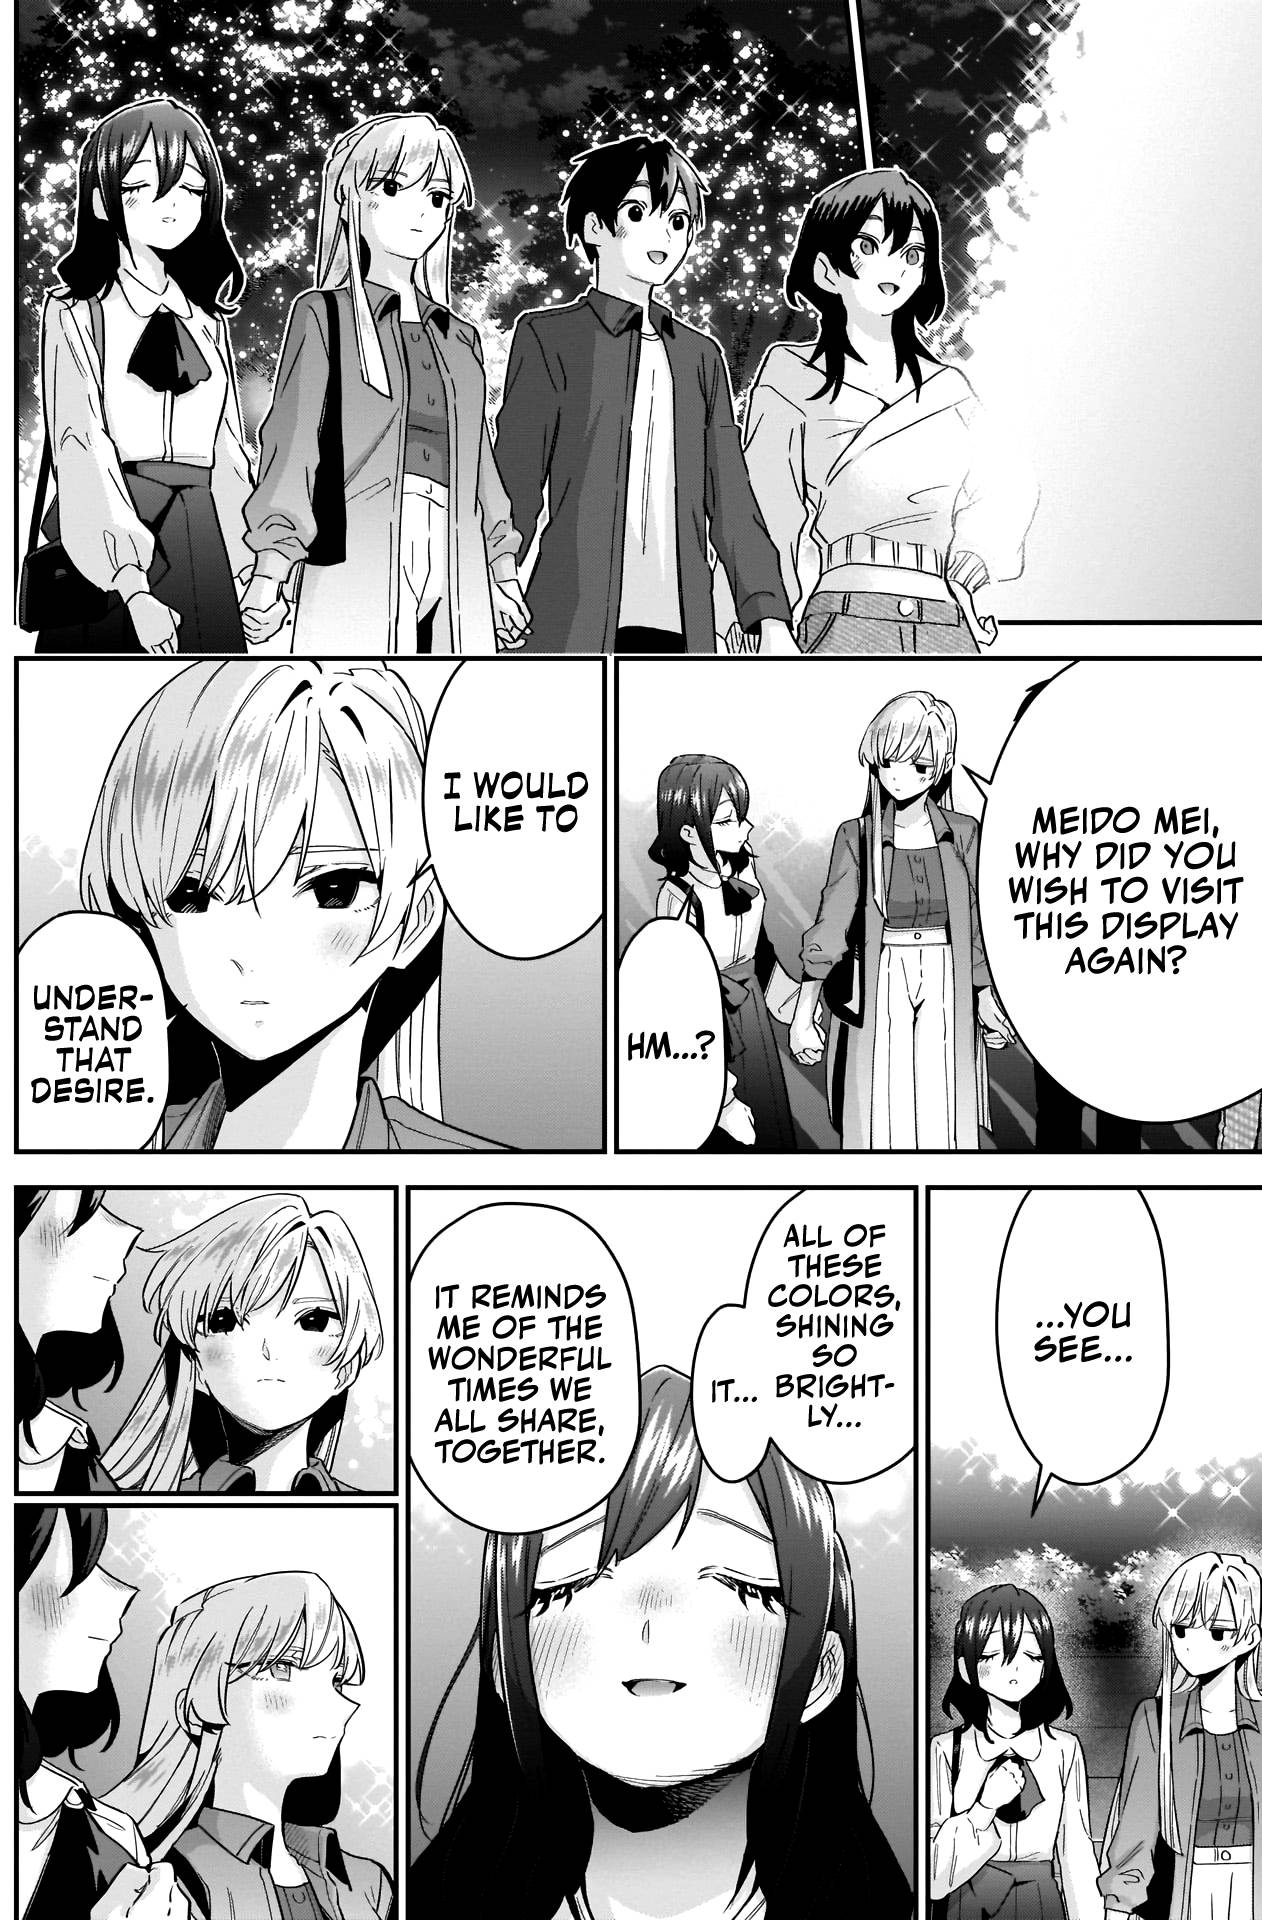 MEIDO MEI,
WHY DID YOU
WISH TO VISIT
THIS DISPLAY
AGAIN?
HM...?
I WOULD
LIKE TO
UNDER-
STAND
THAT
DESIRE.
...YOU
SEE...
ALL OF
THESE
COLORS,
SHINING
SO
BRIGHT-
LY...
IT...
IT REMINDS
ME OF THE
WONDERFUL
TIMES WE
ALL SHARE,
TOGETHER.